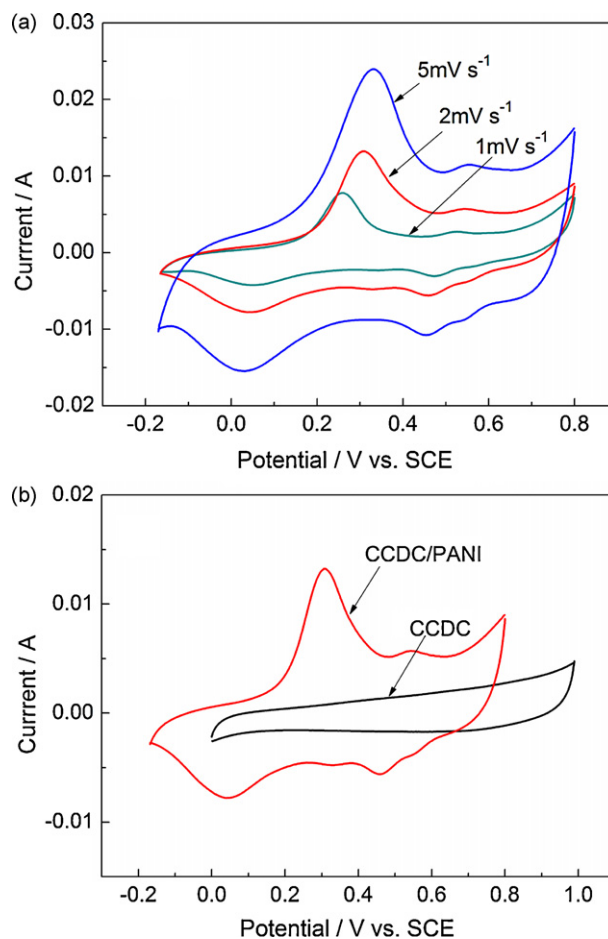 (a)
0.03
0.02
0.01
0.00
-0.01
-0.02
Currrent / A
5mV s⁻¹
2mV s⁻¹
1mV s⁻¹
-0.2 0.0 0.2 0.4 0.6 0.8
Potential / V vs. SCE
(b)
0.02
0.01
0.00
-0.01
Currrent / A
CCDC/PANI
CCDC
-0.2 0.0 0.2 0.4 0.6 0.8 1.0
Potential / V vs. SCE